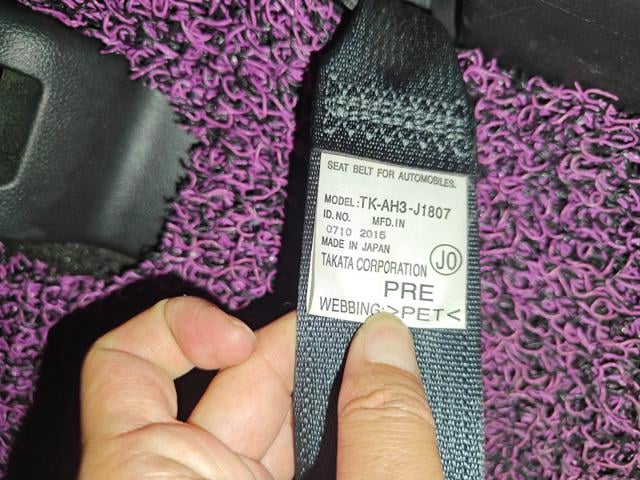 SEAT BELT FOR AUTOMOBILES.
MODEL:TK-AH3-J1807
ID.NO. MFD.IN
0710 2015
MADE IN JAPAN
TAKATA CORPORATION JO
PRE
WEBBING:>PET<